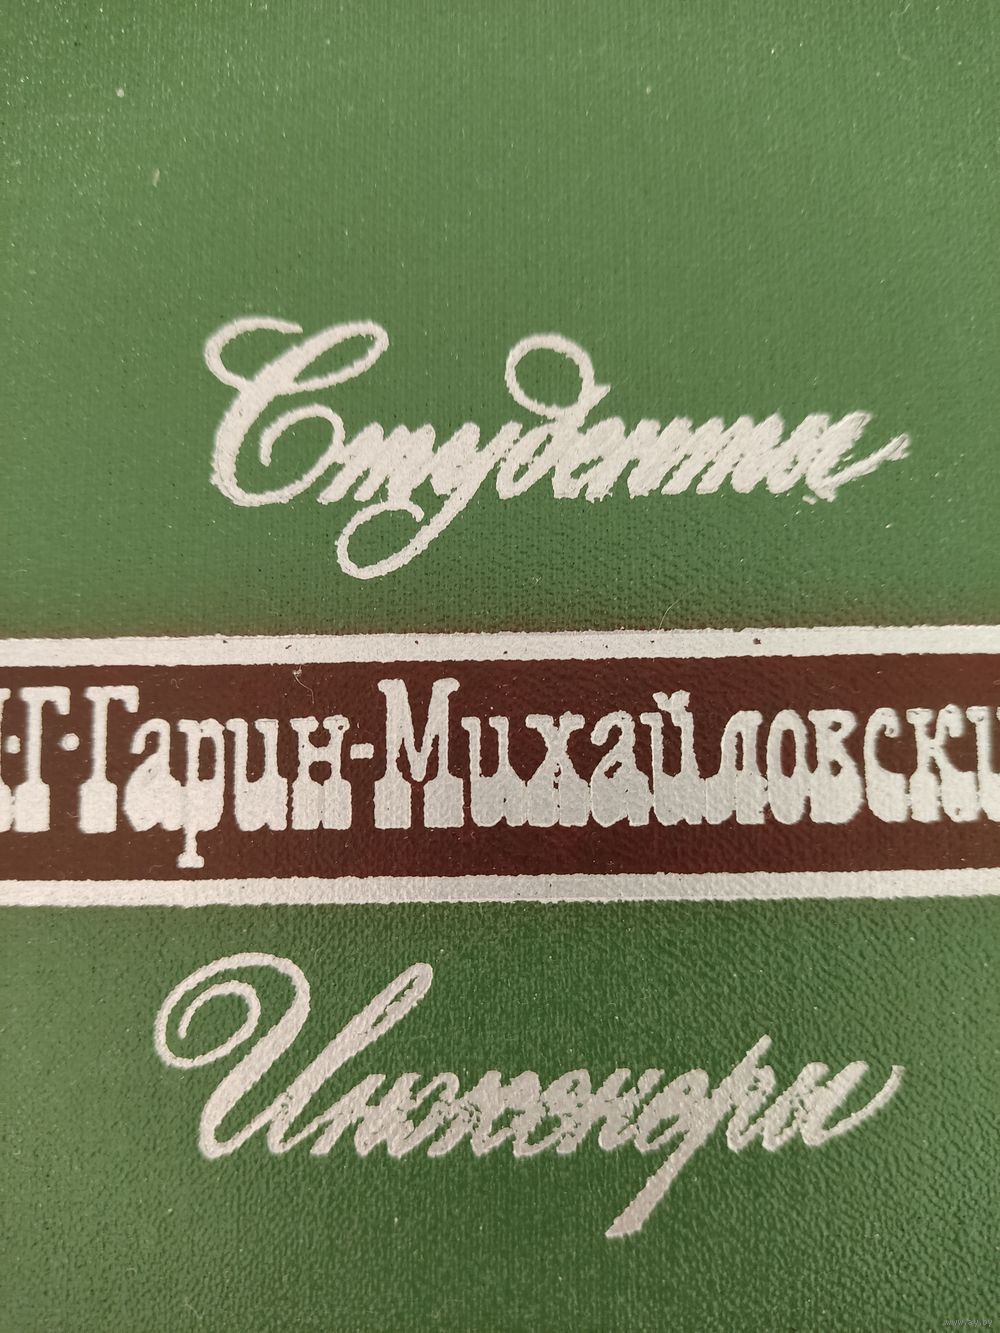 Студенты
Н·Г·Гарин-Михайловски
Инженеры